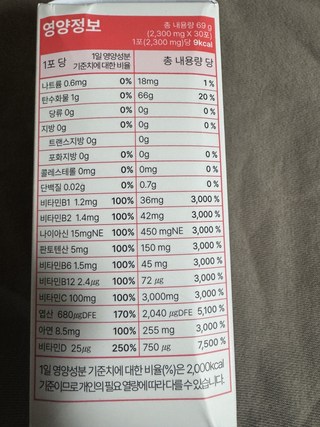 영양정보
총 내용량 69 g
(2,300 mg X 30포)
1포(2,300 mg)당 9kcal
1포 당 1일 영양성분 기준치에 대한 비율 총 내용량 당
나트륨 0.6mg 0% 18mg 1 %
탄수화물 1g 0% 66g 20 %
당류 0g 0% 0g 0 %
지방 0g 0% 0g 0 %
트랜스지방 0g 0g
포화지방 0g 0% 0g 0 %
콜레스테롤 0mg 0% 0mg 0 %
단백질 0.02g 0% 0.7g 0 %
비타민B1 1.2mg 100% 36mg 3,000 %
비타민B2 1.4mg 100% 42mg 3,000 %
나이아신 15mgNE 100% 450 mgNE 3,000 %
판토텐산 5mg 100% 150 mg 3,000 %
비타민B6 1.5mg 100% 45 mg 3,000 %
비타민B12 2.4㎍ 100% 72 ㎍ 3,000 %
비타민C 100mg 100% 3,000mg 3,000 %
엽산 680㎍DFE 170% 2,040 ㎍DFE 5,100 %
아연 8.5mg 100% 255 mg 3,000 %
비타민D 25㎍ 250% 750 ㎍ 7,500 %
1일 영양성분 기준치에 대한 비율(%)은 2,000kcal
기준이므로 개인의 필요 열량에 따라 다를 수 있습니다.